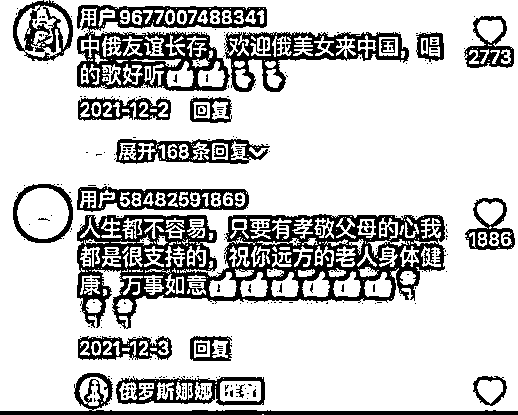 用户9677007488341
中俄友谊长存，欢迎俄美女来中国，唱
的歌好听
2773
2021-12-2 回复
展开168条回复
用户58482591869
人生都不容易，只要有孝敬父母的心我
都是很支持的，祝你远方的老人身体健
康，万事如意
1886
2021-12-3 回复
俄罗斯娜娜